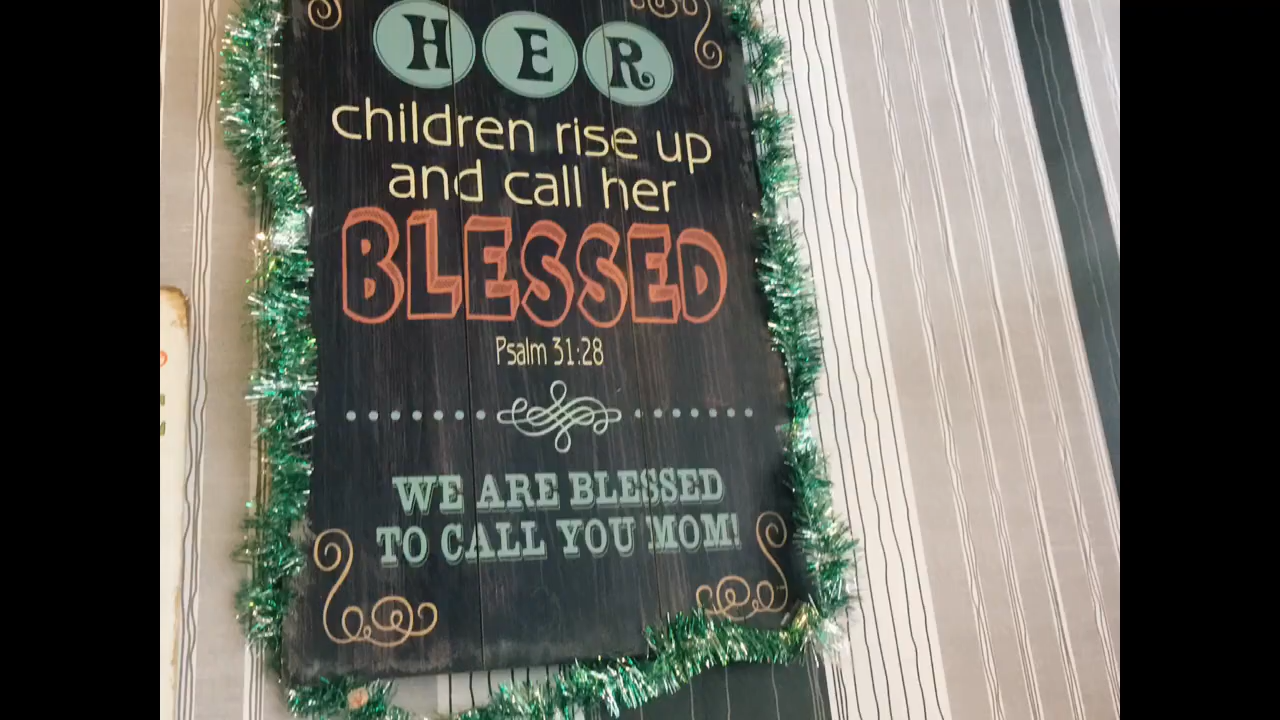 HER
children rise up
and call her
BLESSED
Psalm 31:28
WE ARE BLESSED
TO CALL YOU MOM!